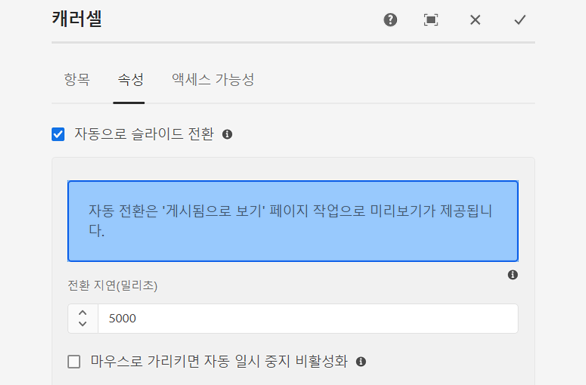 캐러셀
항목 속성 액세스 가능성
자동으로 슬라이드 전환
자동 전환은 '게시됨으로 보기' 페이지 작업으로 미리보기가 제공됩니
다.
전환 지연(밀리초)
5000
마우스로 가리키면 자동 일시 중지 비활성화